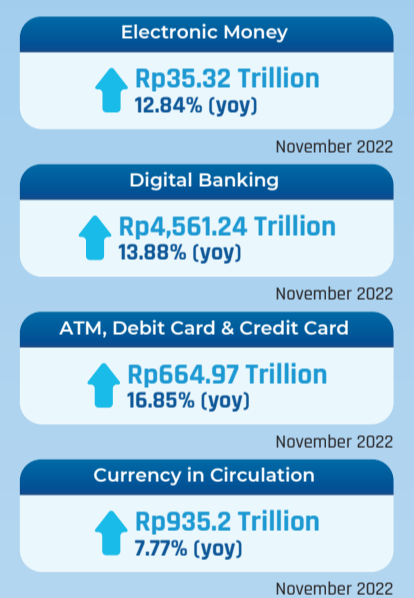 Electronic Money
Rp35.32 Trillion
12.84% (yoy)
November 2022
Digital Banking
Rp4,561.24 Trillion
13.88% (yoy)
November 2022
ATM, Debit Card & Credit Card
Rp664.97 Trillion
16.85% (yoy)
November 2022
Currency in Circulation
Rp935.2 Trillion
7.77% (yoy)
November 2022